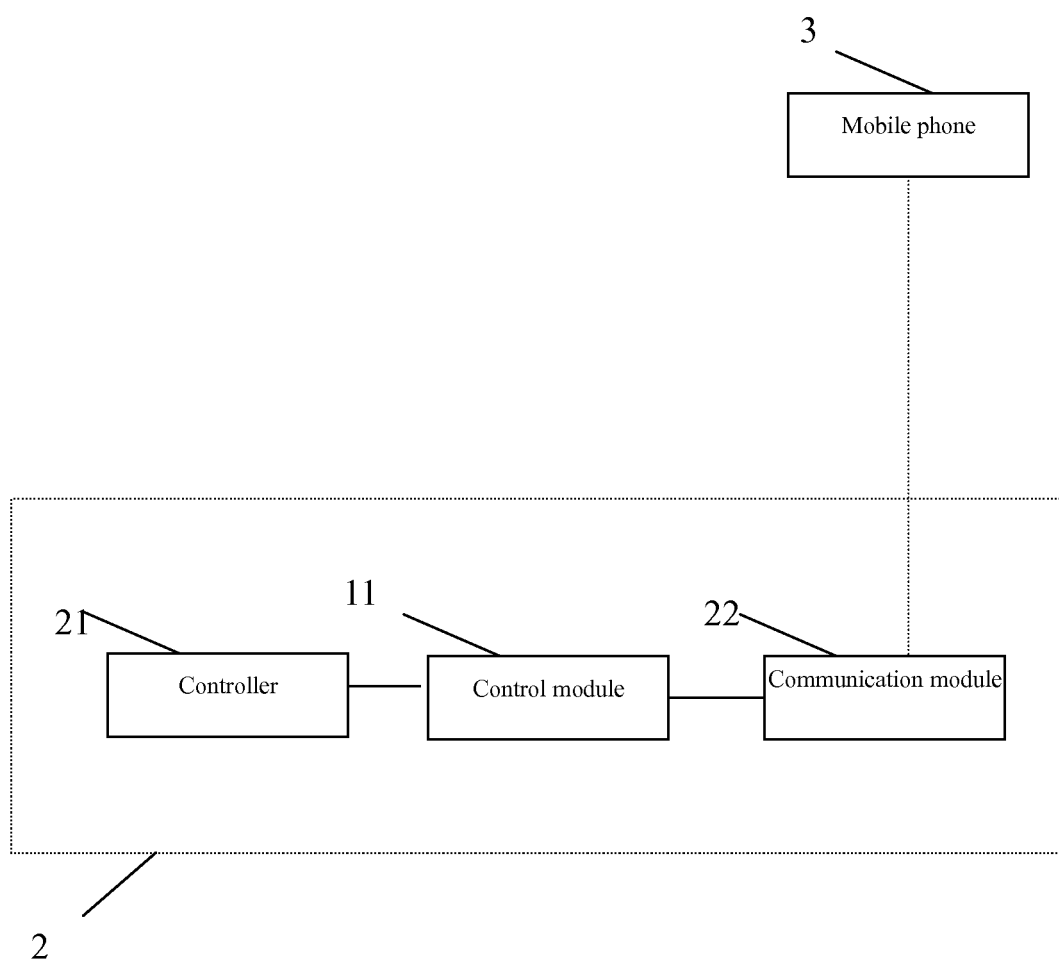 3
Mobile phone
21
11
22
Controller
Control module
Communication module
2